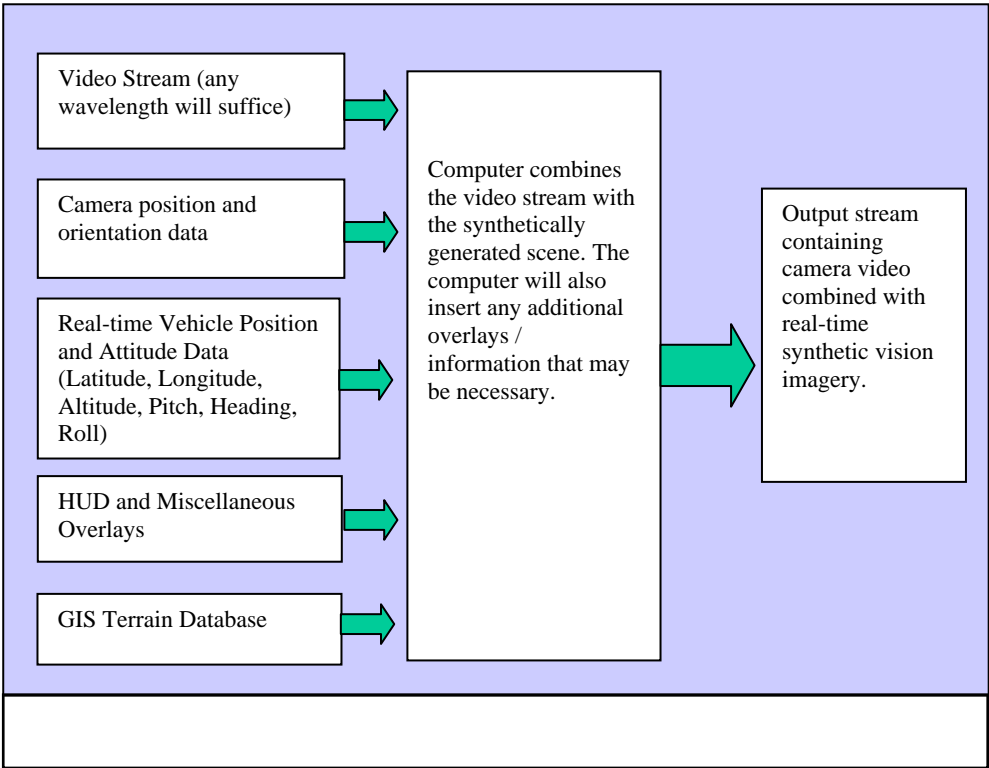 Video Stream (any
wavelength will suffice)
Camera position and
orientation data
Real-time Vehicle Position
and Attitude Data
(Latitude, Longitude,
Altitude, Pitch, Heading,
Roll)
HUD and Miscellaneous
Overlays
GIS Terrain Database
Computer combines
the video stream with
the synthetically
generated scene. The
computer will also
insert any additional
overlays /
information that may
be necessary.
Output stream
containing
camera video
combined with
real-time
synthetic vision
imagery.